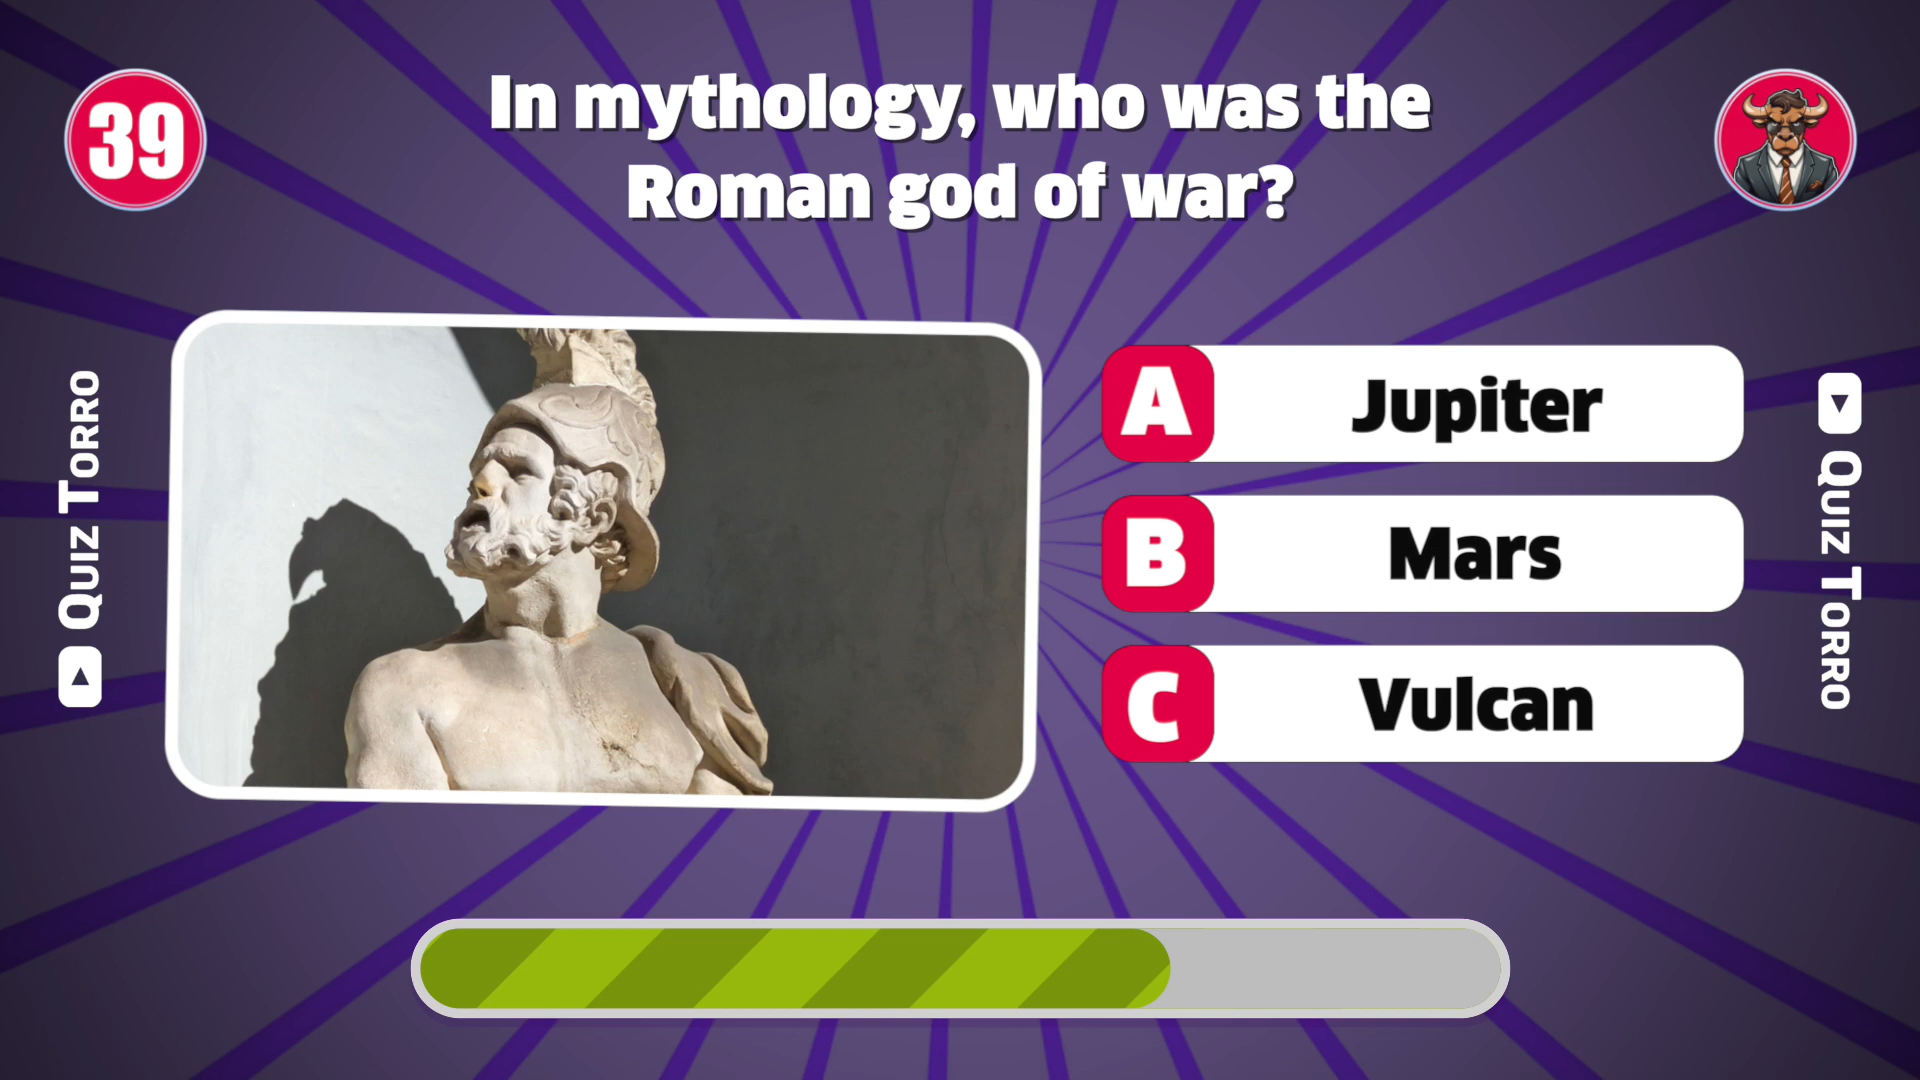 39
In mythology, who was the
Roman god of war?
QUIZ TORRO
A Jupiter
B Mars
C Vulcan
QUIZ TORRO